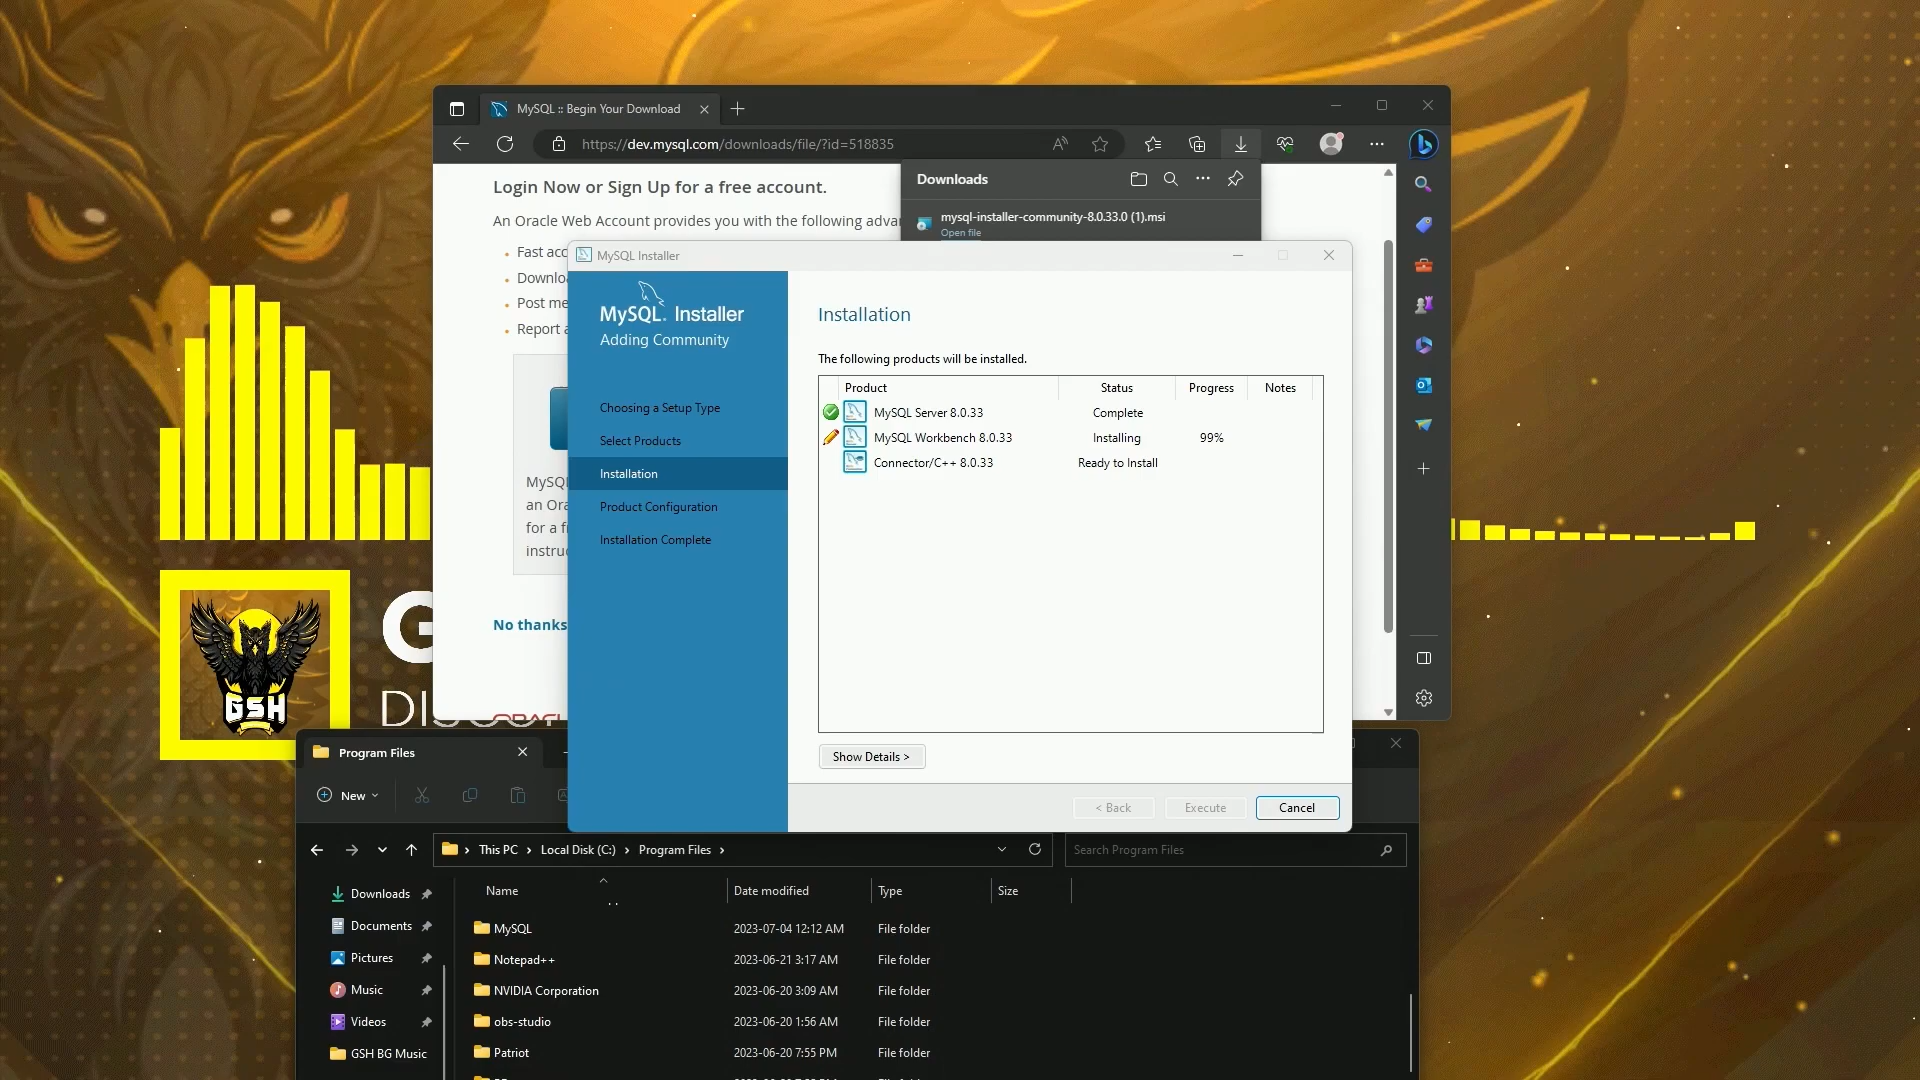 MySQL :: Begin Your Download
https://dev.mysql.com/downloads/file/?id=518835
Login Now or Sign Up for a free account.
An Oracle Web Account provides you with the following
Fast
Post
Report
MySQL
for a
No thanks
Downloads
mysql-installer-community-8.0.33.0 (1).msi
Open file
MySQL Installer
MySQL. Installer
Adding Community
Choosing a Setup Type
Select Products
Installation
Product Configuration
Installation Complete
Installation
The following products will be installed.
Product Status Progress Notes
MySQL Server 8.0.33 Complete
MySQL Workbench 8.0.33 Installing 99%
Connector/C++ 8.0.33 Ready to Install
Show Details >
< Back Execute Cancel
GSH
G
Program Files
New
This PC > Local Disk (C:) > Program Files >
Search Program Files
Name Date modified Type Size
Downloads
Documents
Pictures
Music
Videos
GSH BG Music
MySQL 2023-07-04 12:12 AM File folder
Notepad++ 2023-06-21 3:17 AM File folder
NVIDIA Corporation 2023-06-20 3:09 AM File folder
obs-studio 2023-06-20 1:56 AM File folder
Patriot 2023-06-20 7:55 PM File folder